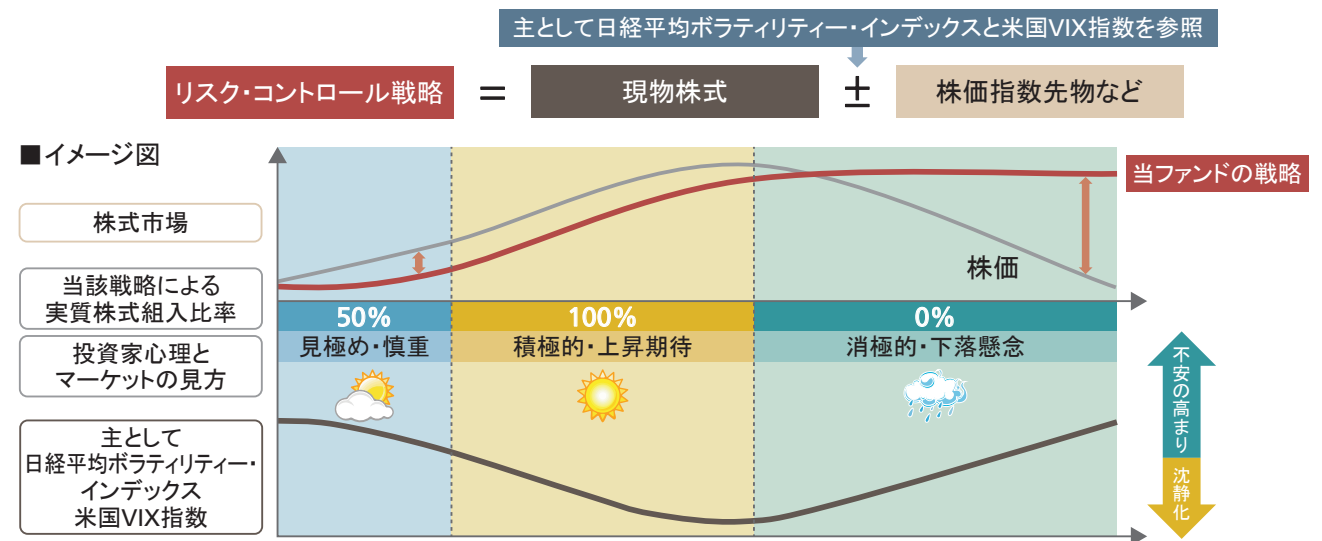 主として日経平均ボラティリティー・インデックスと米国VIX指数を参照
リスク・コントロール戦略 = 現物株式 ± 株価指数先物など
■イメージ図
当ファンドの戦略
株式市場
株価
当該戦略による
実質株式組入比率
50% 100% 0%
投資家心理と
マーケットの見方
見極め・慎重 積極的・上昇期待 消極的・下落懸念
主として
日経平均ボラティリティー・
インデックス
米国VIX指数
不安の高まり
沈静化